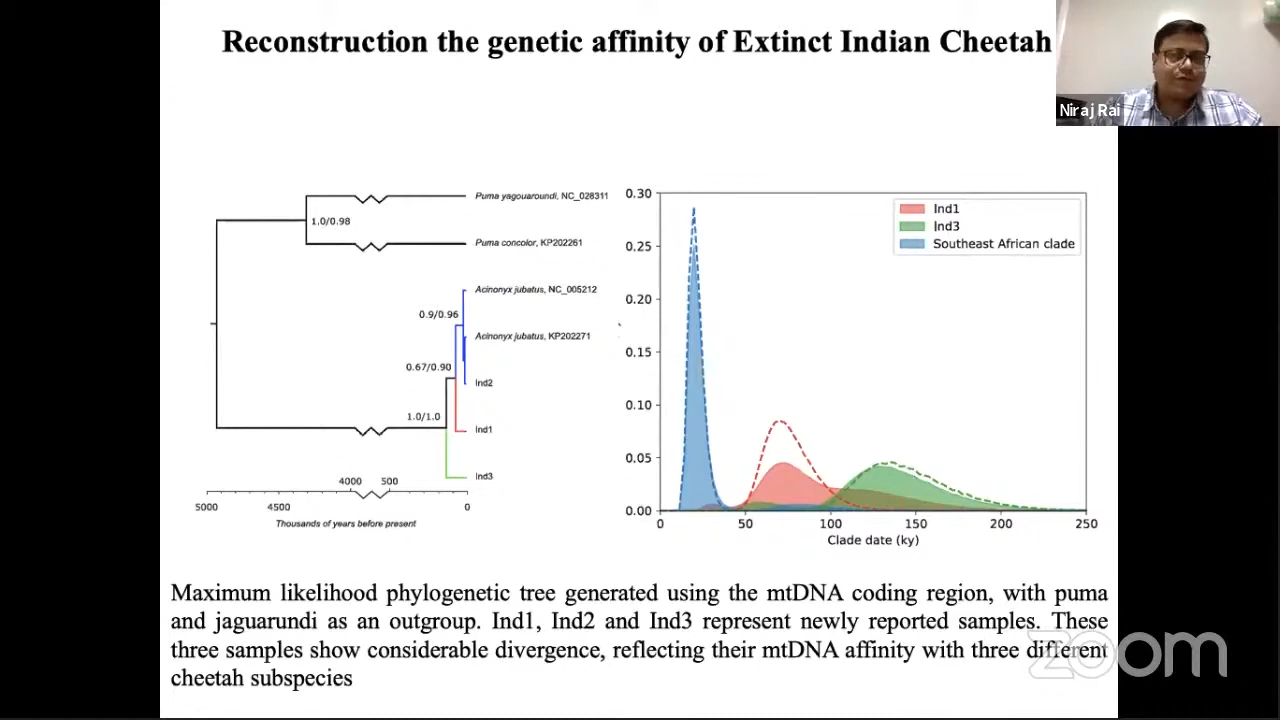 Reconstruction the genetic affinity of Extinct Indian Cheetah
Niraj Rai
Puma yagouaroundi, NC_028311
1.0/0.98
Puma concolor, KP202261
Acinonyx jubatus, NC_005212
0.9/0.96
Acinonyx jubatus, KP202271
0.67/0.90
Ind2
1.0/1.0
Ind1
Ind3
4000 500
5000 4500 0
Thousands of years before present
0.30
0.25
0.20
0.15
0.10
0.05
0.00
Ind1
Ind3
Southeast African clade
0 50 100 150 200 250
Clade date (ky)
Maximum likelihood phylogenetic tree generated using the mtDNA coding region, with puma
and jaguarundi as an outgroup. Ind1, Ind2 and Ind3 represent newly reported samples. These
three samples show considerable divergence, reflecting their mtDNA affinity with three different
cheetah subspecies
zoom